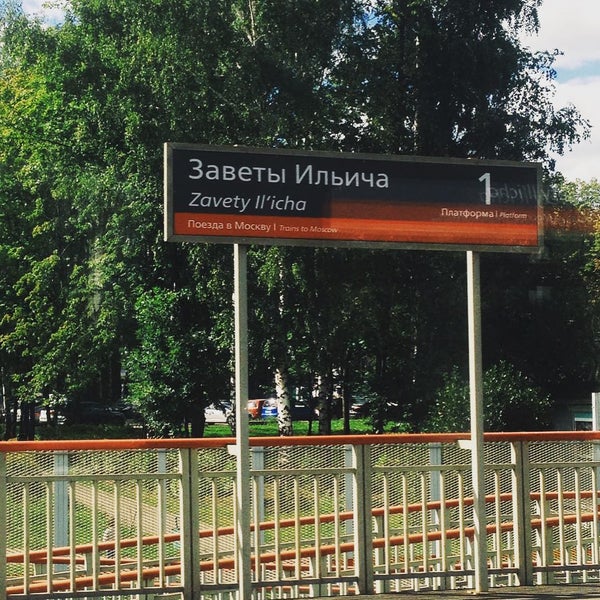 Заветы Ильича
Zavety Il'icha
1
Платформа | Platform
Поезда в Москву | Trains to Moscow